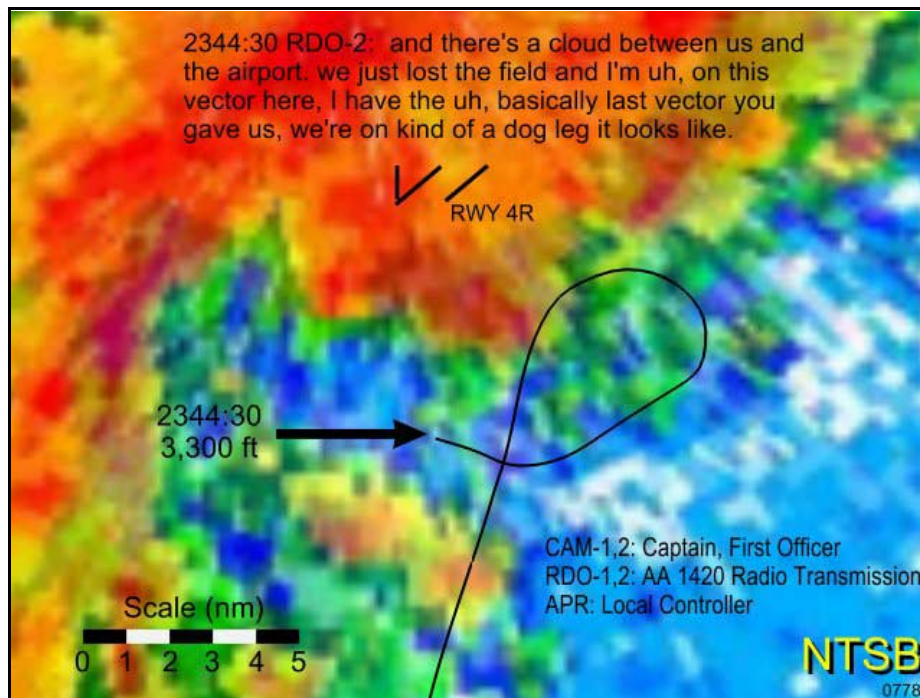 2344:30 RDO-2:  and there's a cloud between us and
the airport. we just lost the field and I'm uh, on this
vector here, I have the uh, basically last vector you
gave us, we're on kind of a dog leg it looks like.
RWY 4R
2344:30
3,300 ft
CAM-1,2: Captain, First Officer
RDO-1,2: AA 1420 Radio Transmission
APR: Local Controller
Scale (nm)
0 1 2 3 4 5
NTSB
0778